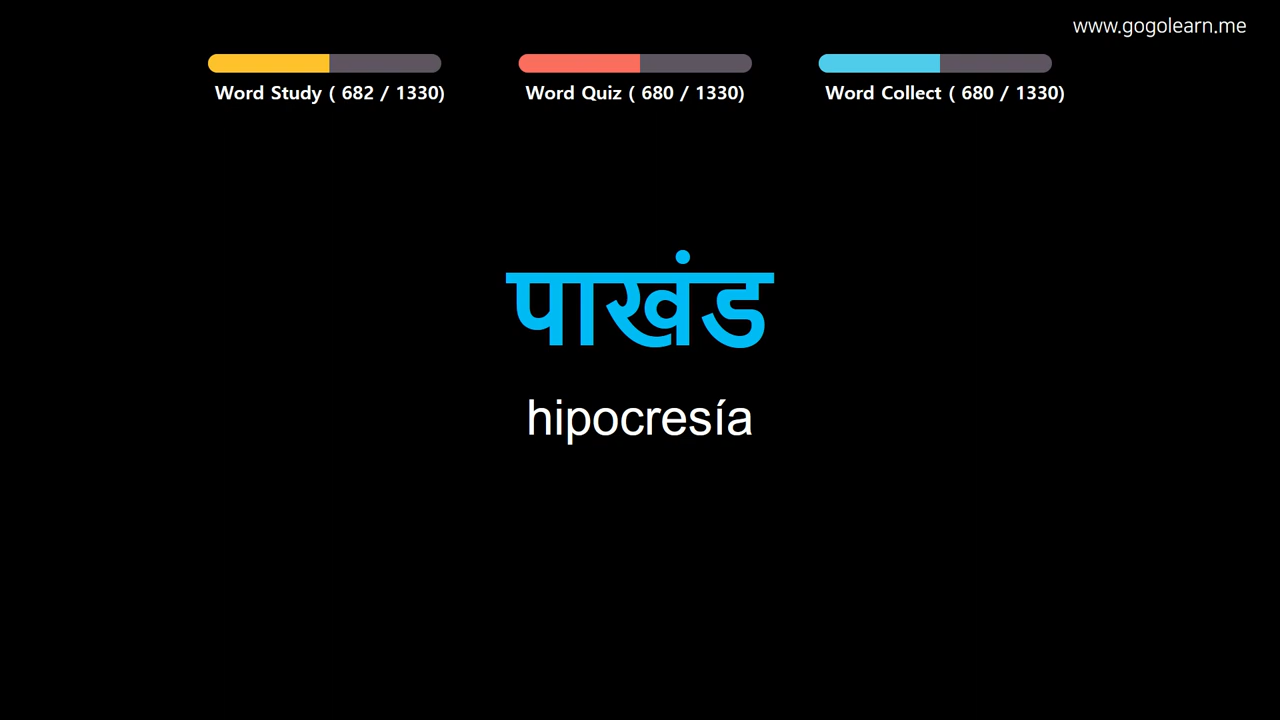 www.gogolearn.me
Word Study ( 682 / 1330)
Word Quiz ( 680 / 1330)
Word Collect ( 680 / 1330)
पाखंड
hipocresía